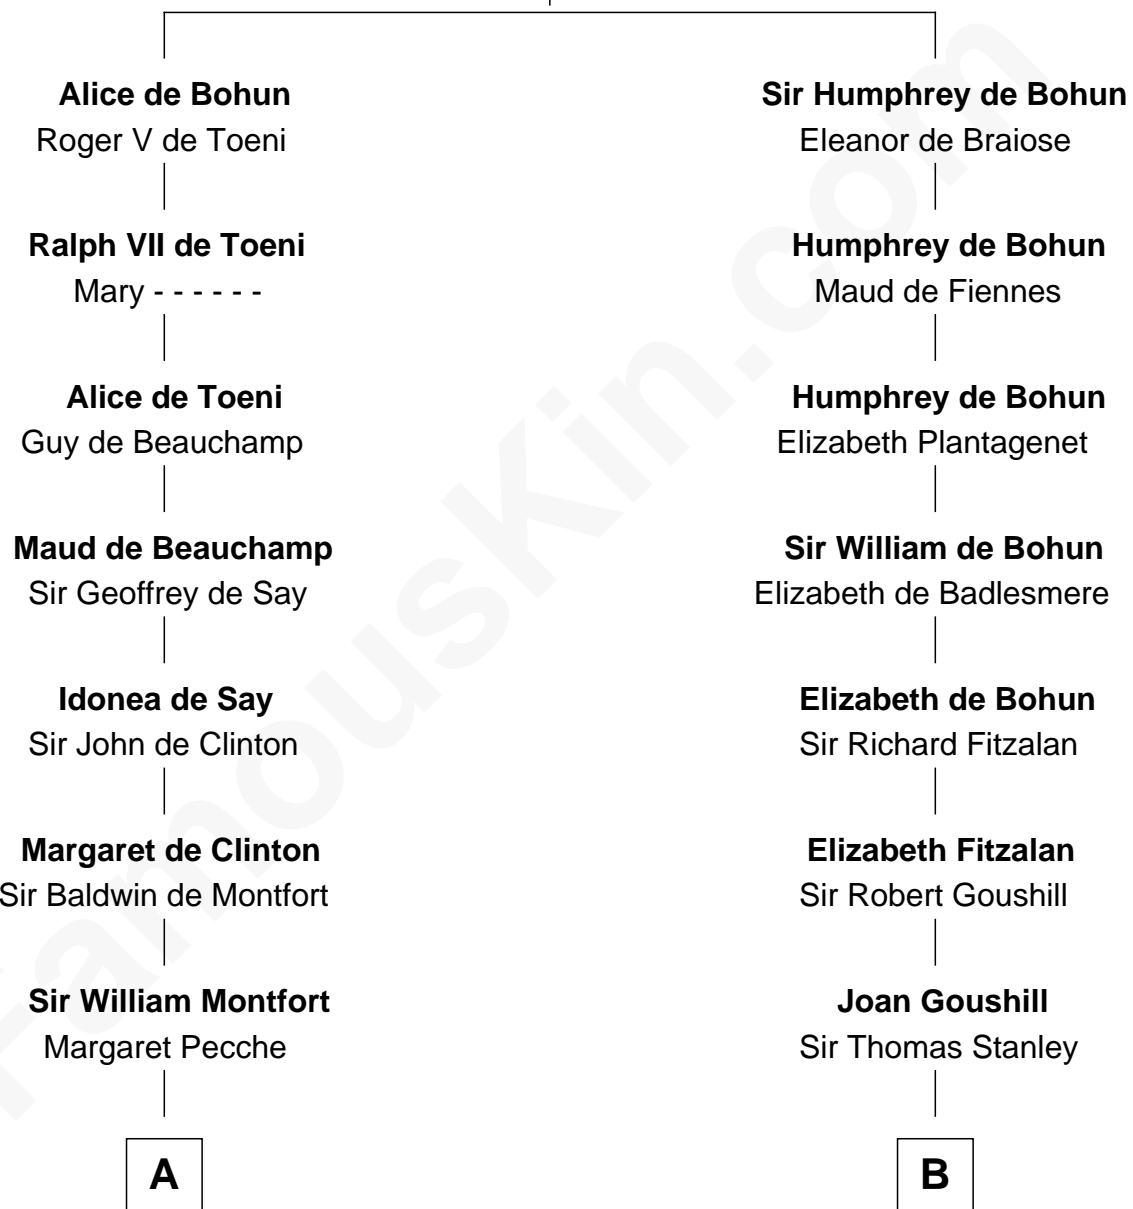 Alice de Bohun
Roger V de Toeni
Ralph VII de Toeni
Mary - - - - - -
Alice de Toeni
Guy de Beauchamp
Maud de Beauchamp
Sir Geoffrey de Say
Idonea de Say
Sir John de Clinton
Margaret de Clinton
Sir Baldwin de Montfort
Sir William Montfort
Margaret Pecche
A
Sir Humphrey de Bohun
Eleanor de Braiose
Humphrey de Bohun
Maud de Fiennes
Humphrey de Bohun
Elizabeth Plantagenet
Sir William de Bohun
Elizabeth de Badlesmere
Elizabeth de Bohun
Sir Richard Fitzalan
Elizabeth Fitzalan
Sir Robert Goushill
Joan Goushill
Sir Thomas Stanley
B
FamousKin.com